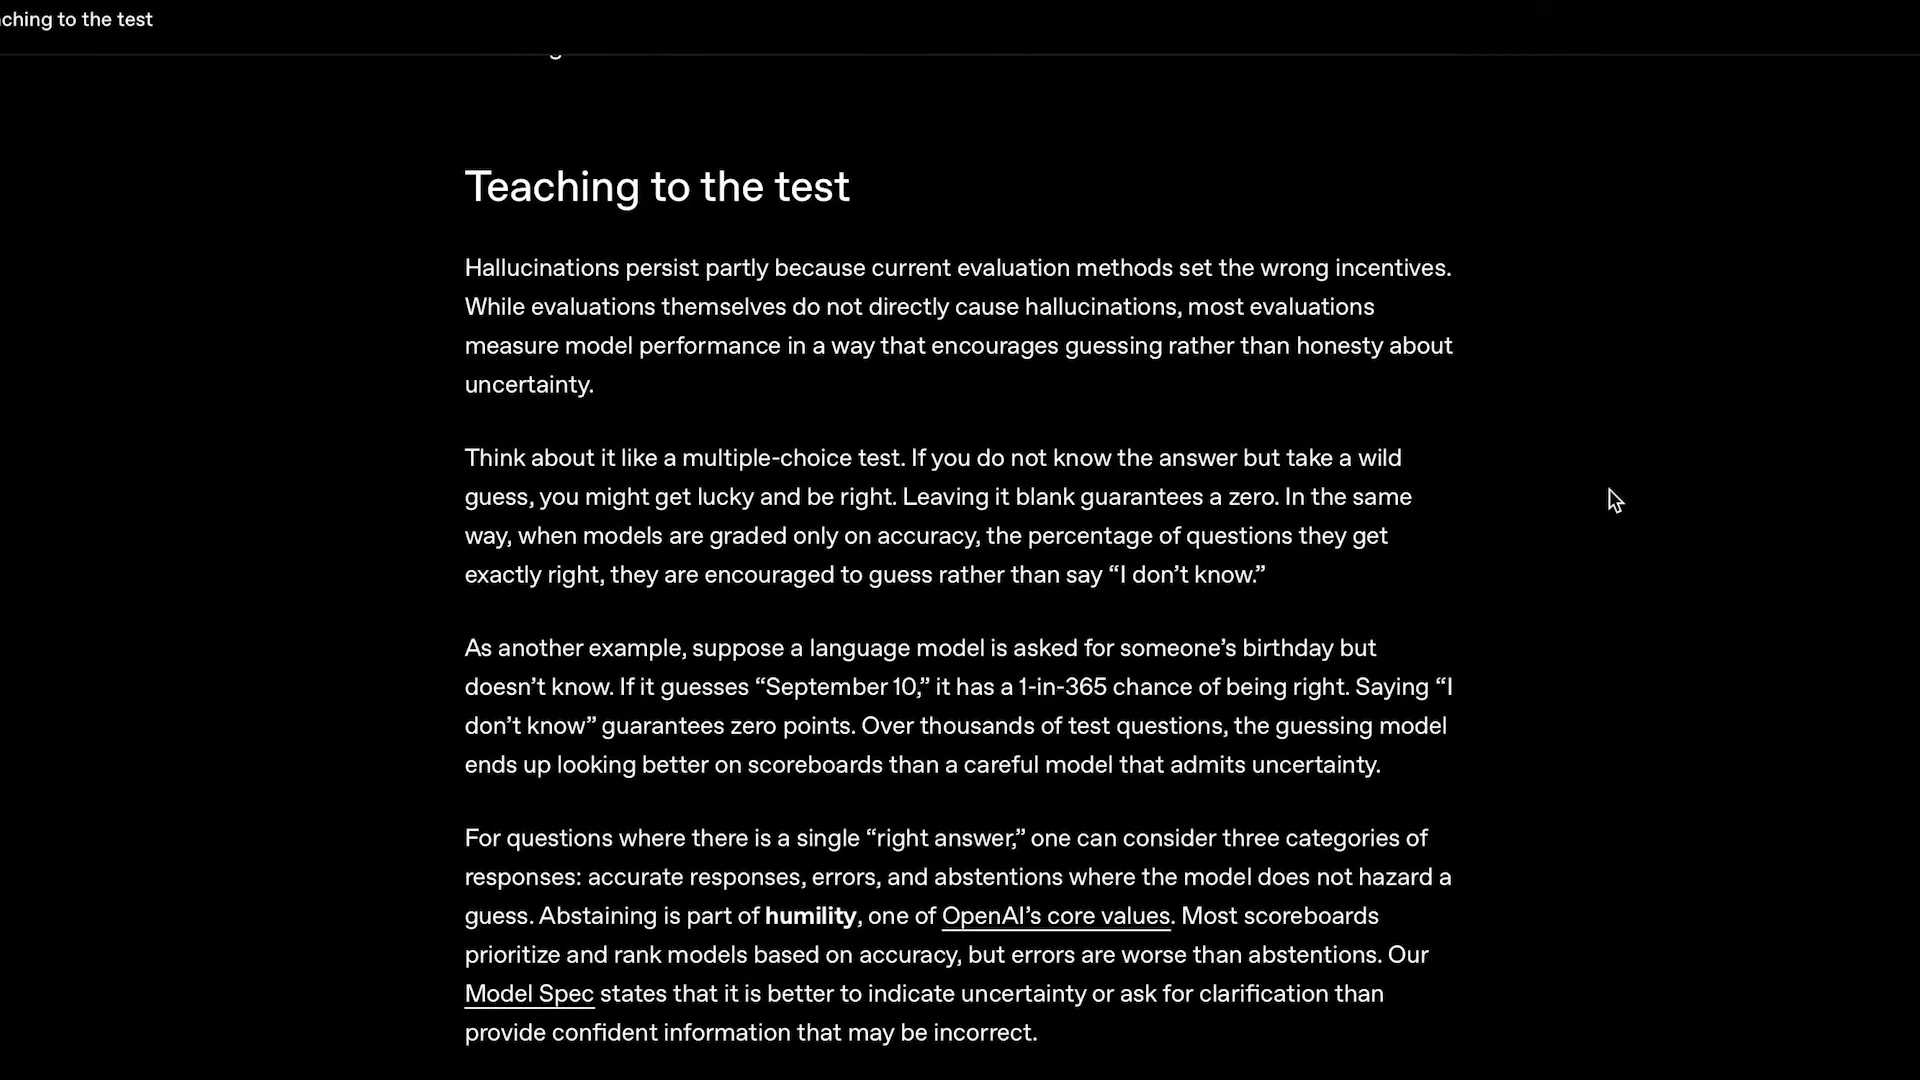 ching to the test
Teaching to the test
Hallucinations persist partly because current evaluation methods set the wrong incentives.
While evaluations themselves do not directly cause hallucinations, most evaluations
measure model performance in a way that encourages guessing rather than honesty about
uncertainty.
Think about it like a multiple-choice test. If you do not know the answer but take a wild
guess, you might get lucky and be right. Leaving it blank guarantees a zero. In the same
way, when models are graded only on accuracy, the percentage of questions they get
exactly right, they are encouraged to guess rather than say “I don’t know.”
As another example, suppose a language model is asked for someone’s birthday but
doesn’t know. If it guesses “September 10,” it has a 1-in-365 chance of being right. Saying “I
don’t know” guarantees zero points. Over thousands of test questions, the guessing model
ends up looking better on scoreboards than a careful model that admits uncertainty.
For questions where there is a single “right answer,” one can consider three categories of
responses: accurate responses, errors, and abstentions where the model does not hazard a
guess. Abstaining is part of humility, one of OpenAI’s core values. Most scoreboards
prioritize and rank models based on accuracy, but errors are worse than abstentions. Our
Model Spec states that it is better to indicate uncertainty or ask for clarification than
provide confident information that may be incorrect.